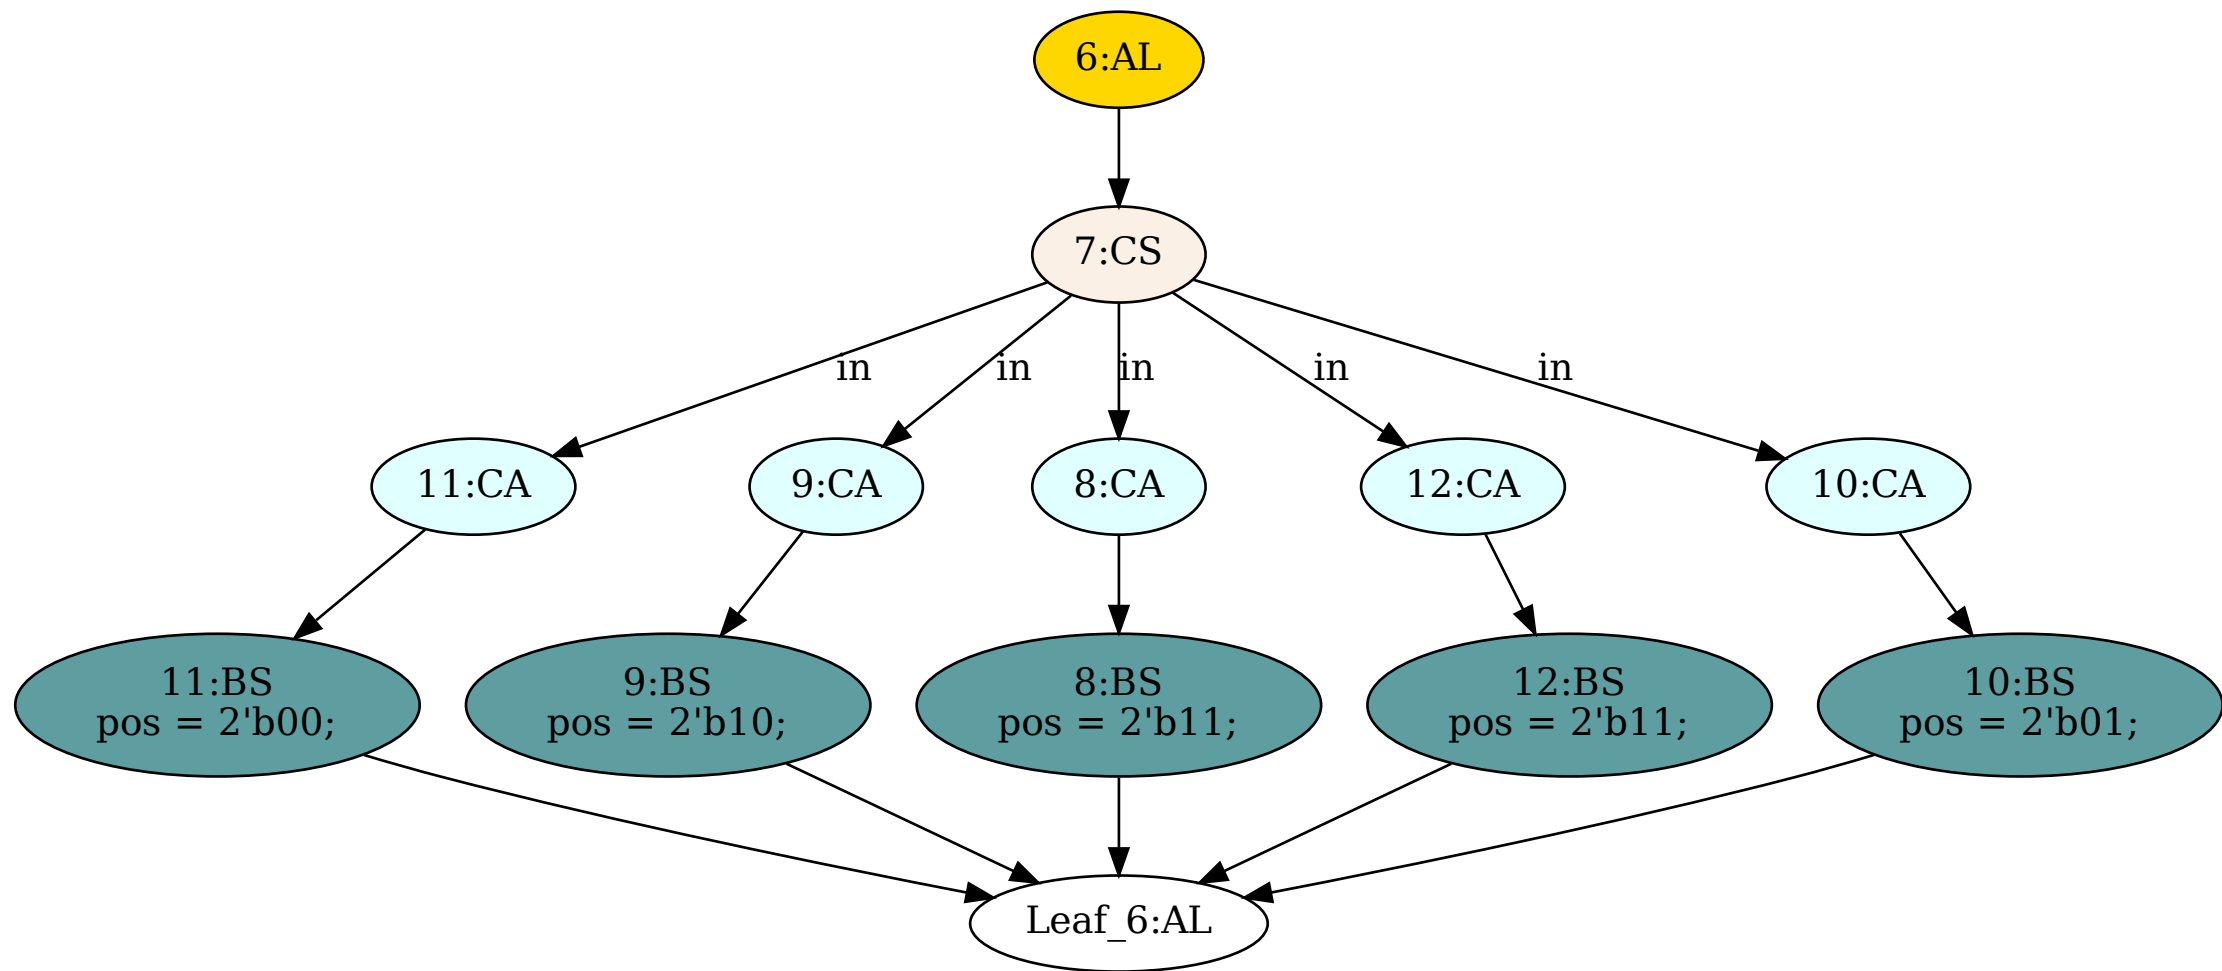 6:AL
7:CS
in
in
in
in
in
11:CA
9:CA
8:CA
12:CA
10:CA
11:BS
pos = 2'b00;
9:BS
pos = 2'b10;
8:BS
pos = 2'b11;
12:BS
pos = 2'b11;
10:BS
pos = 2'b01;
Leaf_6:AL